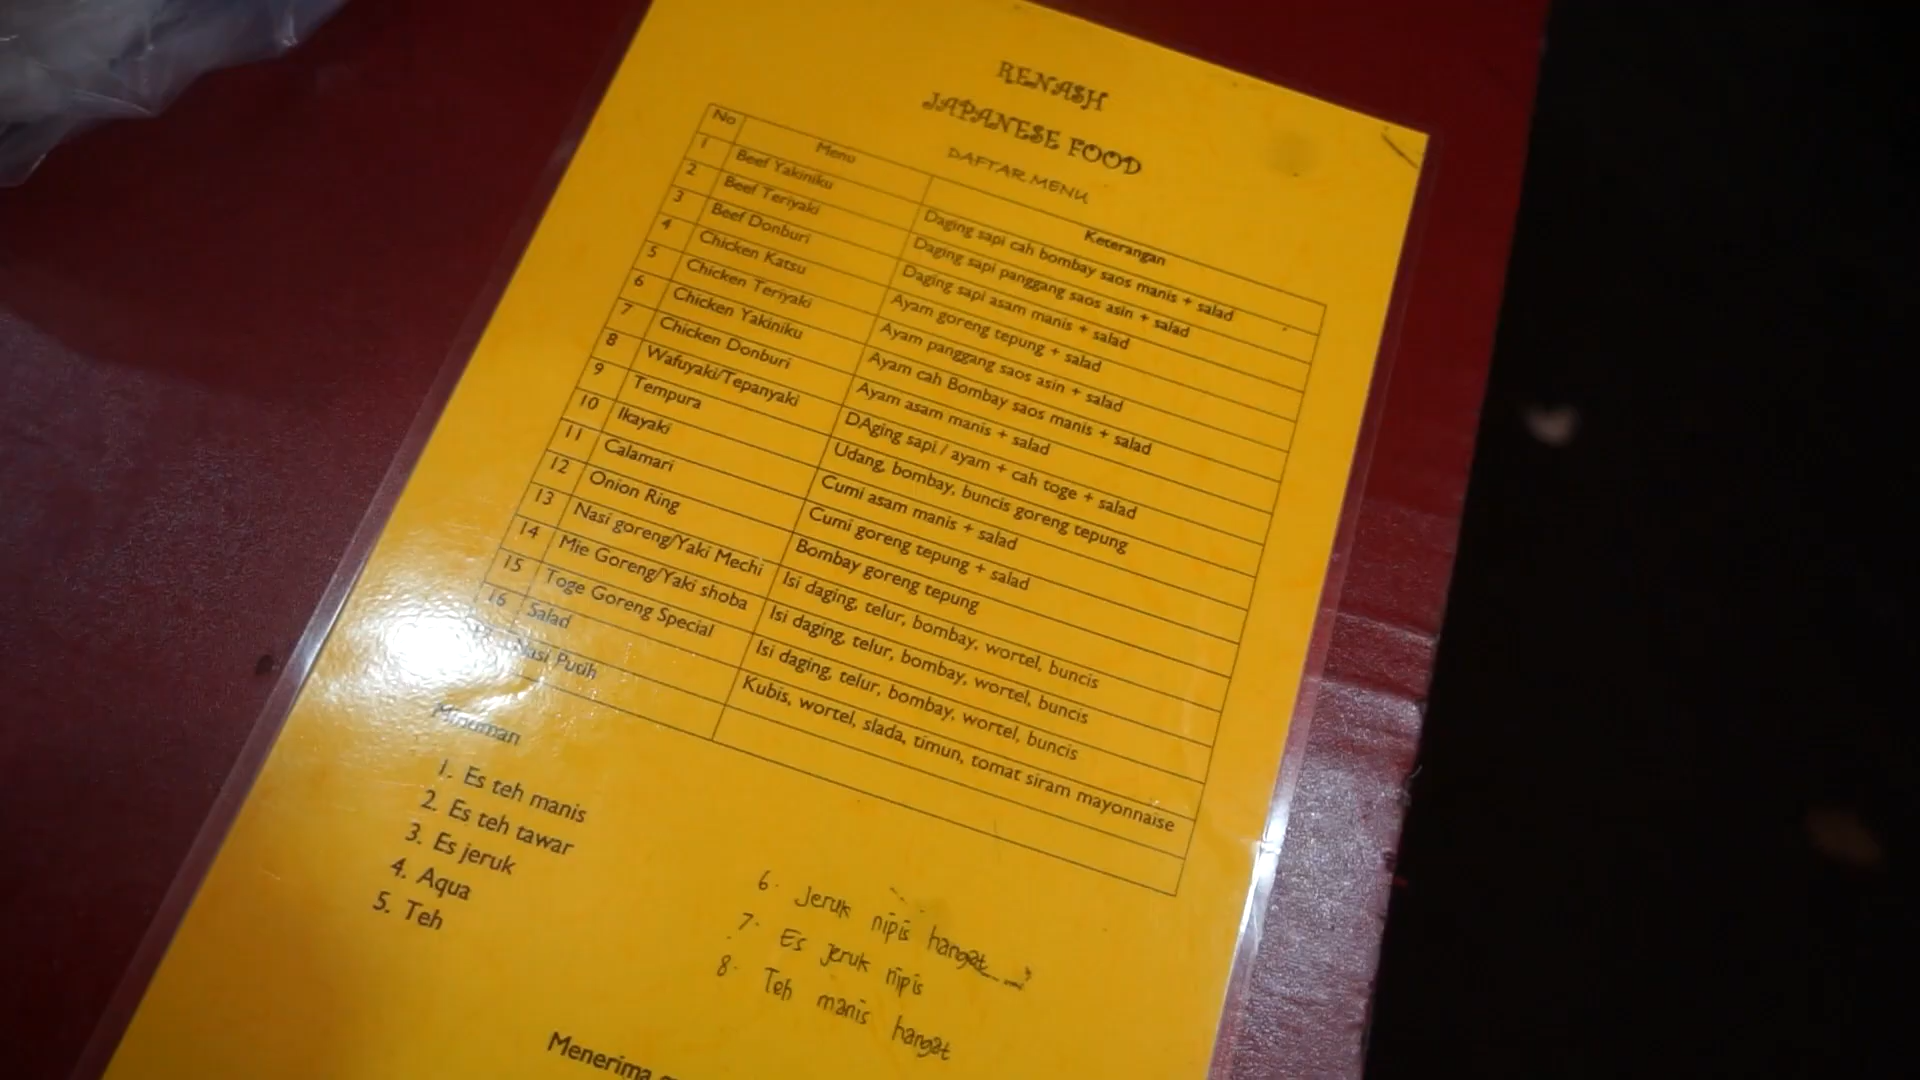 RENASH
JAPANESE FOOD
DAFTAR MENU
No Menu Keterangan
1 Beef Yakiniku Daging sapi cah bombay saos manis + salad
2 Beef Teriyaki Daging sapi panggang saos asin + salad
3 Beef Donburi Daging sapi asam manis + salad
4 Chicken Katsu Ayam goreng tepung + salad
5 Chicken Teriyaki Ayam panggang saos asin + salad
6 Chicken Yakiniku Ayam cah Bombay saos manis + salad
7 Chicken Donburi Ayam asam manis + salad
8 Wafuyaki/Tepanyaki DAging sapi / ayam + cah toge + salad
9 Tempura Udang, bombay, buncis goreng tepung
10 Ikayaki Cumi asam manis + salad
11 Calamari Cumi goreng tepung + salad
12 Onion Ring Bombay goreng tepung
13 Nasi goreng/Yaki Mechi Isi daging, telur, bombay, wortel, buncis
14 Mie Goreng/Yaki shoba Isi daging, telur, bombay, wortel, buncis
15 Toge Goreng Special Isi daging, telur, bombay, wortel, buncis
16 Salad Kubis, wortel, slada, timun, tomat siram mayonnaise
Nasi Putih
Minuman
1. Es teh manis
2. Es teh tawar
3. Es jeruk
4. Aqua
5. Teh
6. Jeruk nipis hangat
7. Es jeruk nipis
8. Teh manis hangat
Menerima